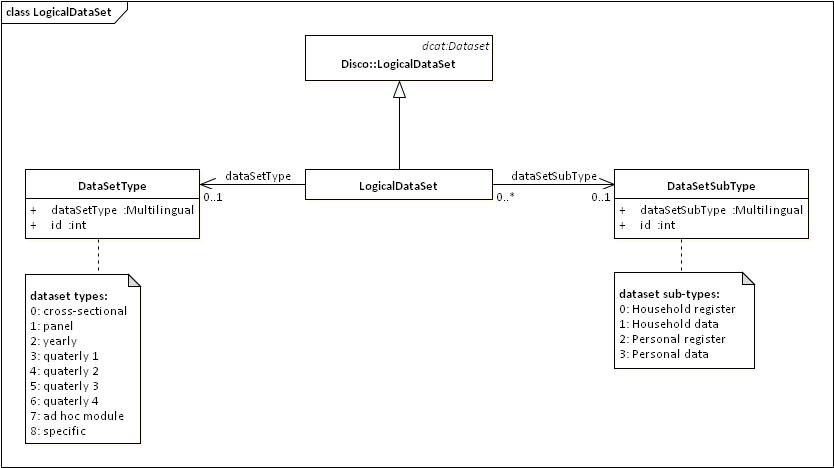 class LogicalDataSet
dcat:Dataset
Disco::LogicalDataSet
dataSetType
dataSetSubType
DataSetType
LogicalDataSet
DataSetSubType
0..1
0..*
0..1
+ dataSetType :Multilingual
+ id :int
+ dataSetSubType :Multilingual
+ id :int
dataset types:
0: cross-sectional
1: panel
2: yearly
3: quaterly 1
4: quaterly 2
5: quaterly 3
6: quaterly 4
7: ad hoc module
8: specific
dataset sub-types:
0: Household register
1: Household data
2: Personal register
3: Personal data